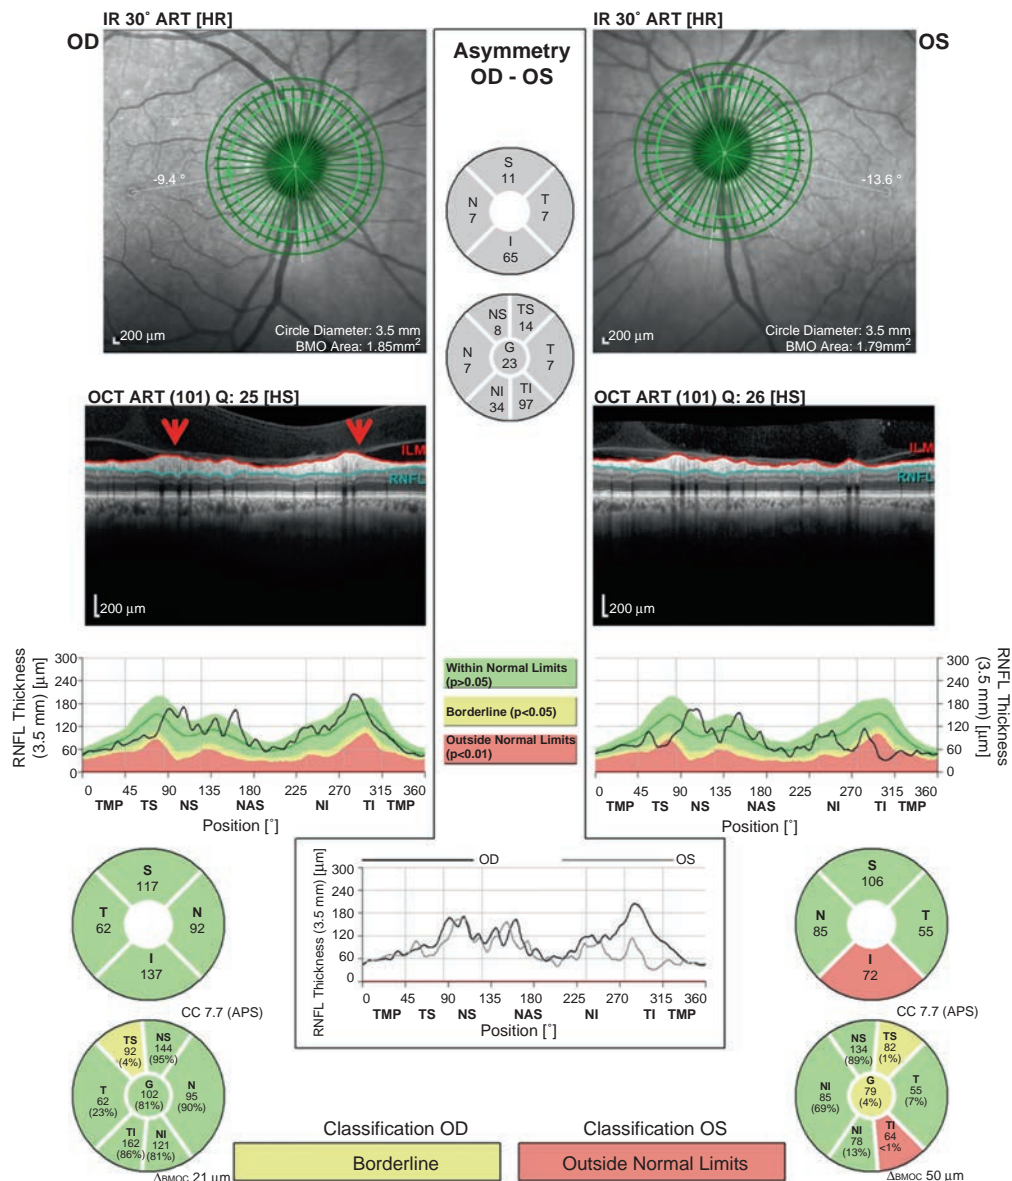 IR 30° ART [HR]
IR 30° ART [HR]
OD
OS
Asymmetry
OD - OS
-9.4 °
-13.6 °
S
11
N
7
T
7
I
65
200 µm
Circle Diameter: 3.5 mm
BMO Area: 1.85mm²
200 µm
Circle Diameter: 3.5 mm
BMO Area: 1.79mm²
NS
8
TS
14
N
7
G
23
T
7
NI
34
TI
97
OCT ART (101) Q: 25 [HS]
OCT ART (101) Q: 26 [HS]
ILM
RNFL
200 µm
ILM
RNFL
200 µm
RNFL Thickness
(3.5 mm) [µm]
300
240
180
120
60
0
0 45 90 135 180 225 270 315 360
TMP TS NS NAS NI TI TMP
Position [°]
Within Normal Limits
(p>0.05)
Borderline (p<0.05)
Outside Normal Limits
(p<0.01)
RNFL Thickness
(3.5 mm) [µm]
300
240
180
120
60
0
0 45 90 135 180 225 270 315 360
TMP TS NS NAS NI TI TMP
Position [°]
S
117
T
62
N
92
I
137
CC 7.7 (APS)
OD
OS
RNFL Thickness (3.5 mm) [µm]
300
240
180
120
60
0
0 45 90 135 180 225 270 315 360
TMP TS NS NAS NI TI TMP
Position [°]
S
106
N
85
T
55
I
72
CC 7.7 (APS)
TS
92
(4%)
NS
144
(95%)
T
62
(23%)
G
102
(81%)
N
95
(90%)
TI
162
(86%)
NI
121
(81%)
ΔBMOC 21 µm
Classification OD
Borderline
Classification OS
Outside Normal Limits
NS
134
(89%)
TS
82
(1%)
NI
85
(69%)
G
79
(4%)
T
55
(7%)
NI
78
(13%)
TI
64
<1%
ΔBMOC 50 µm